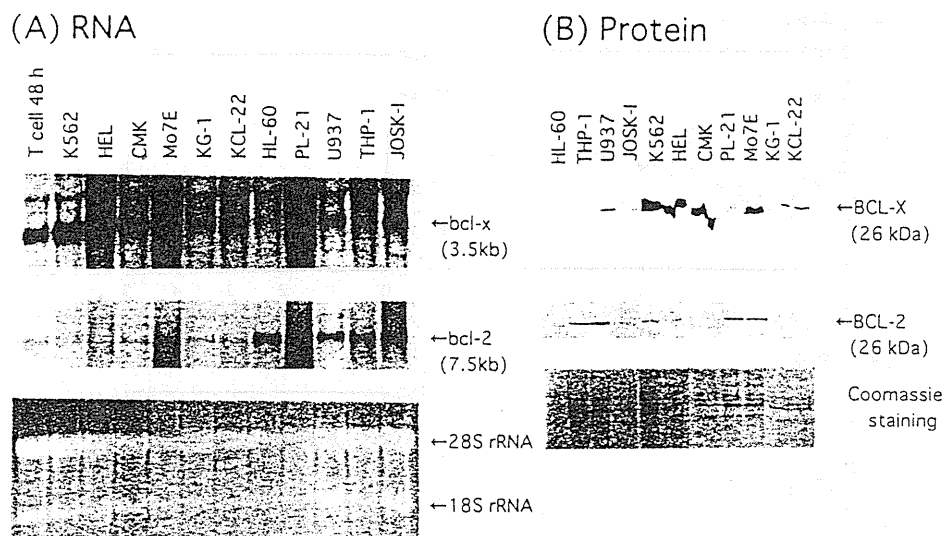 (A) RNA
T cell 48 h
K562
HEL
CMK
Mo7E
KG-1
KCL-22
HL-60
PL-21
U937
THP-1
JOSK-I
←bcl-x
(3.5kb)
←bcl-2
(7.5kb)
←28S rRNA
←18S rRNA
(B) Protein
HL-60
THP-1
U937
JOSK-I
K562
HEL
CMK
PL-21
Mo7E
KG-1
KCL-22
←BCL-X
(26 kDa)
←BCL-2
(26 kDa)
Coomassie
staining